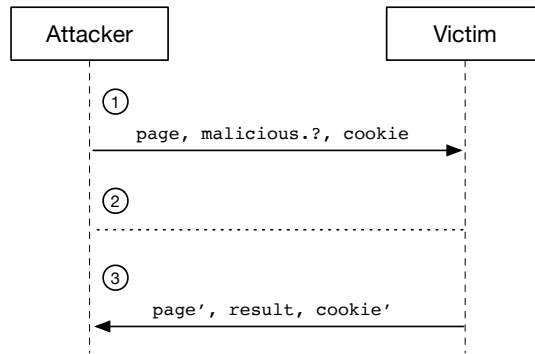 Attacker Victim
1
page, malicious.?, cookie
2
3
page’, result, cookie’